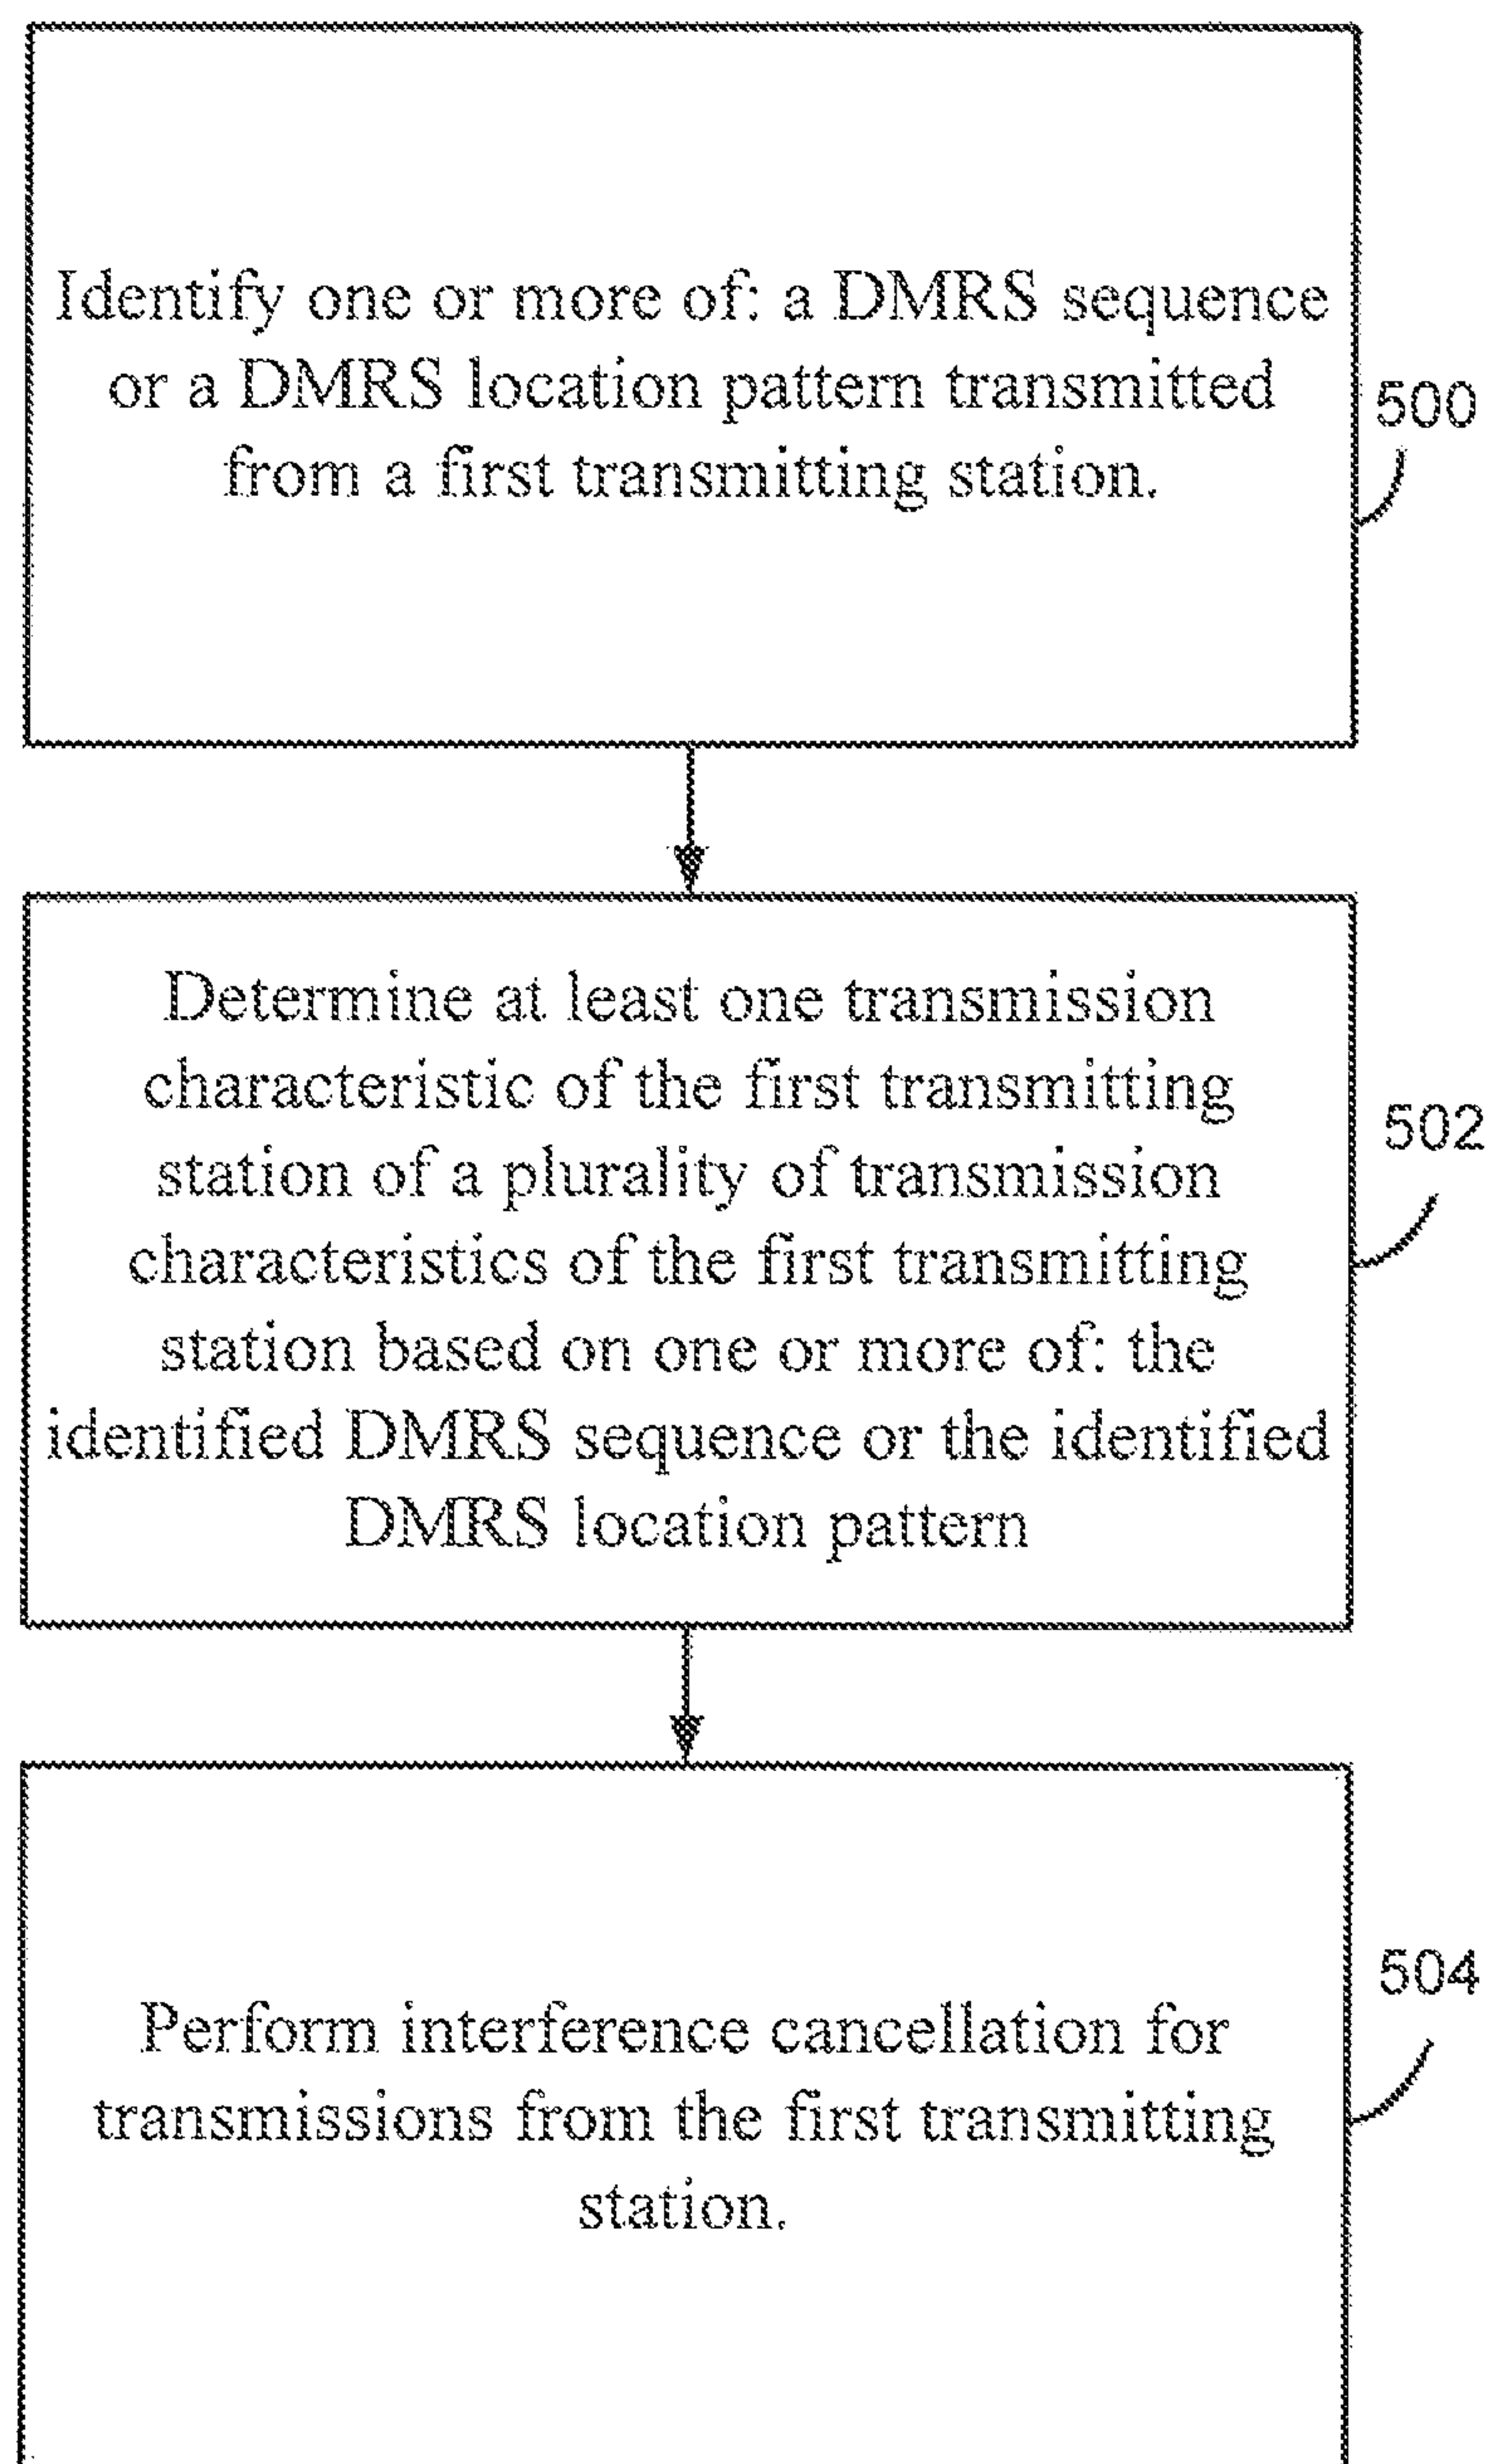 Identify one or more of: a DMRS sequence
or a DMRS location pattern transmitted
from a first transmitting station.
500
Determine at least one transmission
characteristic of the first transmitting
station of a plurality of transmission
characteristics of the first transmitting
station based on one or more of: the
identified DMRS sequence or the identified
DMRS location pattern
502
Perform interference cancellation for
transmissions from the first transmitting
station.
504